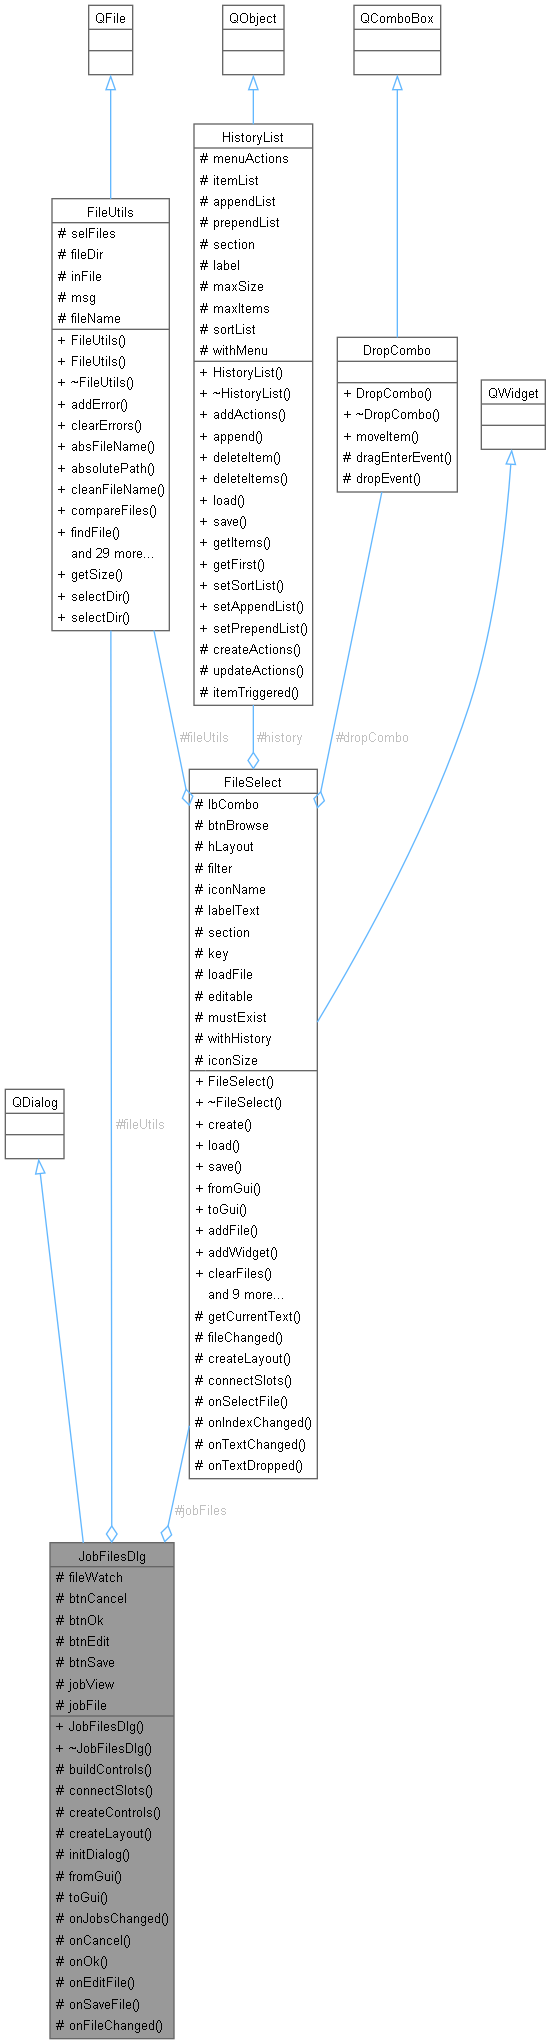 QFile
QObject
QComboBox
HistoryList
# menuActions
# itemList
# appendList
# prependList
# section
# label
# maxSize
# maxItems
# sortList
# withMenu
+ HistoryList()
+ ~HistoryList()
+ addActions()
+ append()
+ deleteItem()
+ deleteItems()
+ load()
+ save()
+ getItems()
+ getFirst()
+ setSortList()
+ setAppendList()
+ setPrependList()
# createActions()
# updateActions()
# itemTriggered()
FileUtils
# selFiles
# fileDir
# inFile
# msg
# fileName
+ FileUtils()
+ FileUtils()
+ ~FileUtils()
+ addError()
+ clearErrors()
+ absFileName()
+ absolutePath()
+ cleanFileName()
+ compareFiles()
+ findFile()
and 29 more...
+ getSize()
+ selectDir()
+ selectDir()
DropCombo
+ DropCombo()
+ ~DropCombo()
+ moveItem()
# dragEnterEvent()
# dropEvent()
QWidget
#fileUtils
#history
#dropCombo
FileSelect
# lbCombo
# btnBrowse
# hLayout
# filter
# iconName
# labelText
# section
# key
# loadFile
# editable
# mustExist
# withHistory
# iconSize
+ FileSelect()
+ ~FileSelect()
+ create()
+ load()
+ save()
+ fromGui()
+ toGui()
+ addFile()
+ addWidget()
+ clearFiles()
and 9 more...
# getCurrentText()
# fileChanged()
# createLayout()
# connectSlots()
# onSelectFile()
# onIndexChanged()
# onTextChanged()
# onTextDropped()
QDialog
#fileUtils
#jobFiles
JobFilesDlg
# fileWatch
# btnCancel
# btnOk
# btnEdit
# btnSave
# jobView
# jobFile
+ JobFilesDlg()
+ ~JobFilesDlg()
# buildControls()
# connectSlots()
# createControls()
# createLayout()
# initDialog()
# fromGui()
# toGui()
# onJobsChanged()
# onCancel()
# onOk()
# onEditFile()
# onSaveFile()
# onFileChanged()